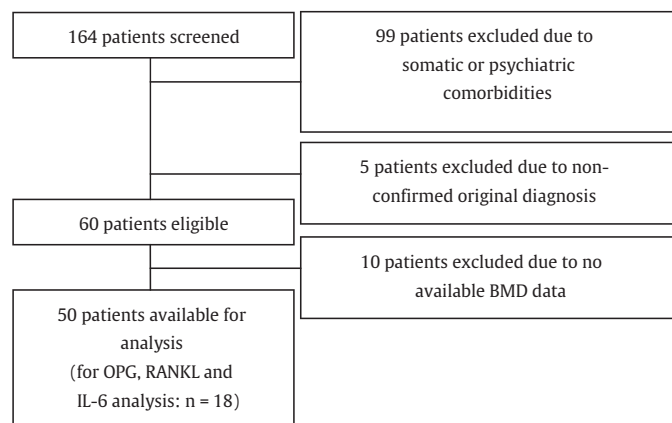 164 patients screened
99 patients excluded due to
somatic or psychiatric
comorbidities
5 patients excluded due to non-
confirmed original diagnosis
60 patients eligible
10 patients excluded due to no
available BMD data
50 patients available for
analysis
(for OPG, RANKL and
IL-6 analysis: n = 18)